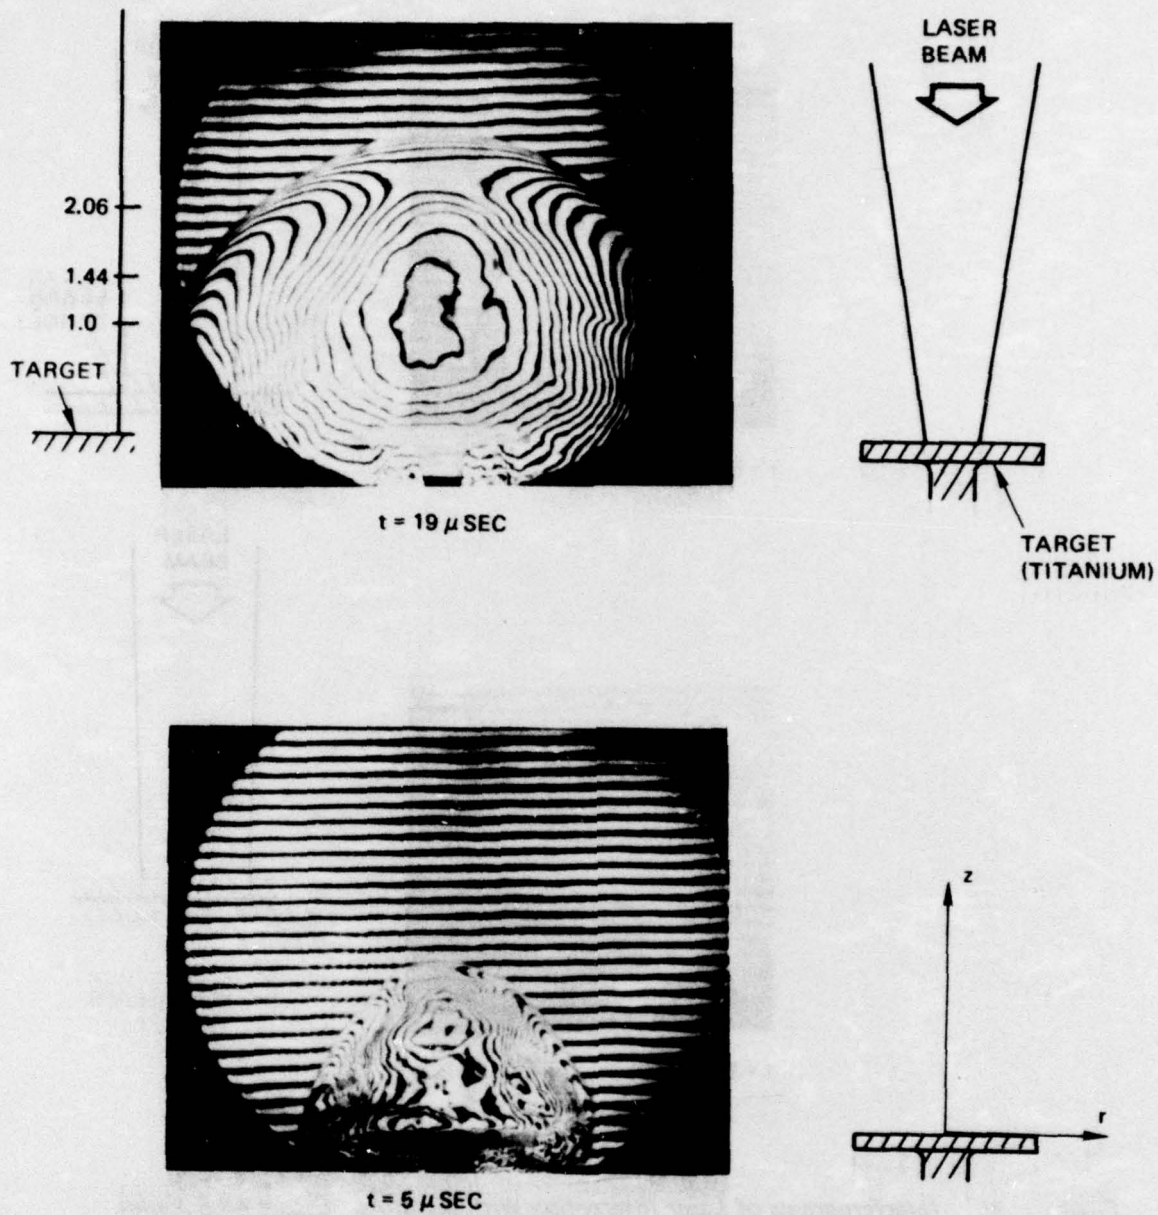 LASER
BEAM
2.06
1.44
1.0
TARGET
t = 19 μ SEC
TARGET
(TITANIUM)
z
r
t = 5 μ SEC